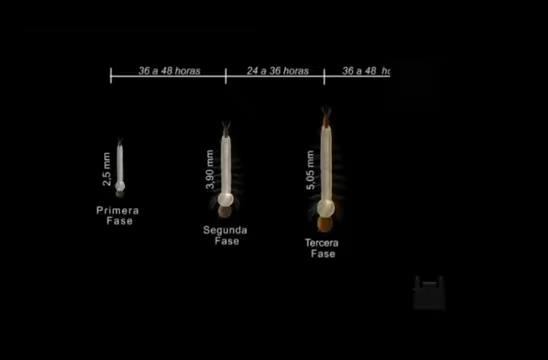 36 a 48 horas
24 a 36 horas
36 a 48
2,5 mm
3,90 mm
5,05 mm
Primera
Fase
Segunda
Fase
Tercera
Fase